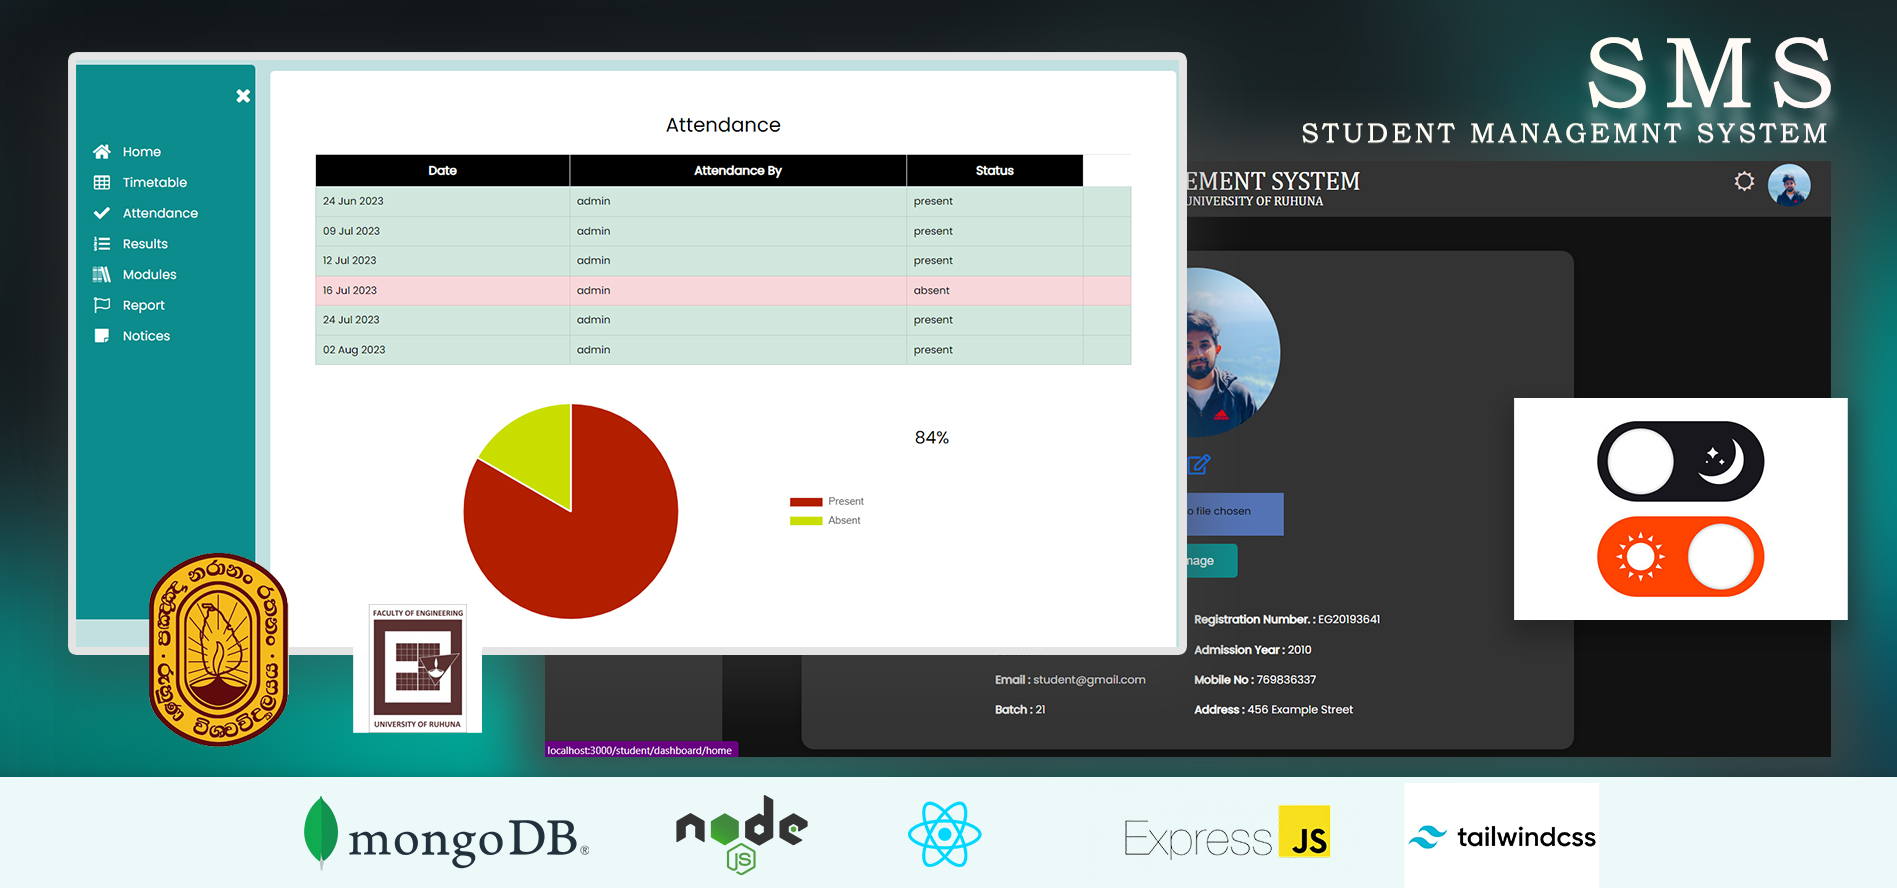 SMS
STUDENT MANAGEMNT SYSTEM
Home
Timetable
Attendance
Results
Modules
Report
Notices
Attendance
Date Attendance By Status
24 Jun 2023 admin present
09 Jul 2023 admin present
12 Jul 2023 admin present
16 Jul 2023 admin absent
24 Jul 2023 admin present
02 Aug 2023 admin present
84%
Present
Absent
EMENT SYSTEM
UNIVERSITY OF RUHUNA
o file chosen
mage
Registration Number. : EG20193641
Admission Year : 2010
Email : student@gmail.com Mobile No : 769836337
Batch : 21 Address : 456 Example Street
localhost:3000/student/dashboard/home
FACULTY OF ENGINEERING
UNIVERSITY OF RUHUNA
mongoDB®
node
JS
Express JS
tailwindcss